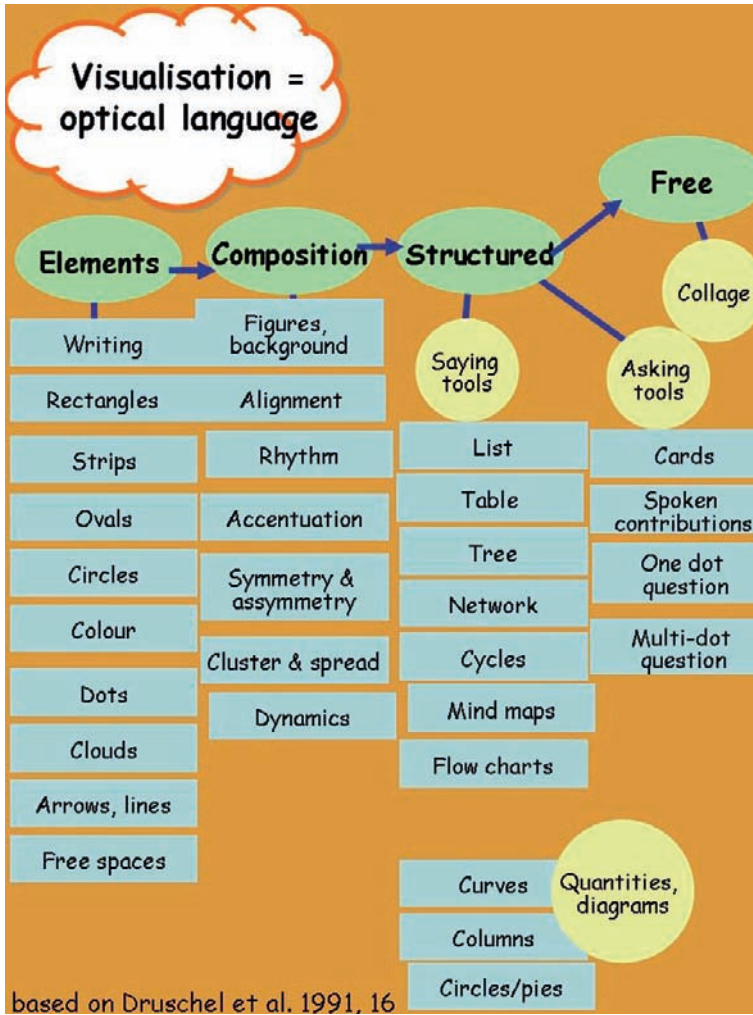 Visualisation =
optical language
Elements
Composition
Structured
Free
Collage
Writing
Rectangles
Strips
Ovals
Circles
Colour
Dots
Clouds
Arrows, lines
Free spaces
Figures,
background
Alignment
Rhythm
Accentuation
Symmetry &
assymmetry
Cluster & spread
Dynamics
Saying
tools
List
Table
Tree
Network
Cycles
Mind maps
Flow charts
Asking
tools
Cards
Spoken
contributions
One dot
question
Multi-dot
question
Quantities,
diagrams
Curves
Columns
Circles/pies
based on Druschel et al. 1991, 16